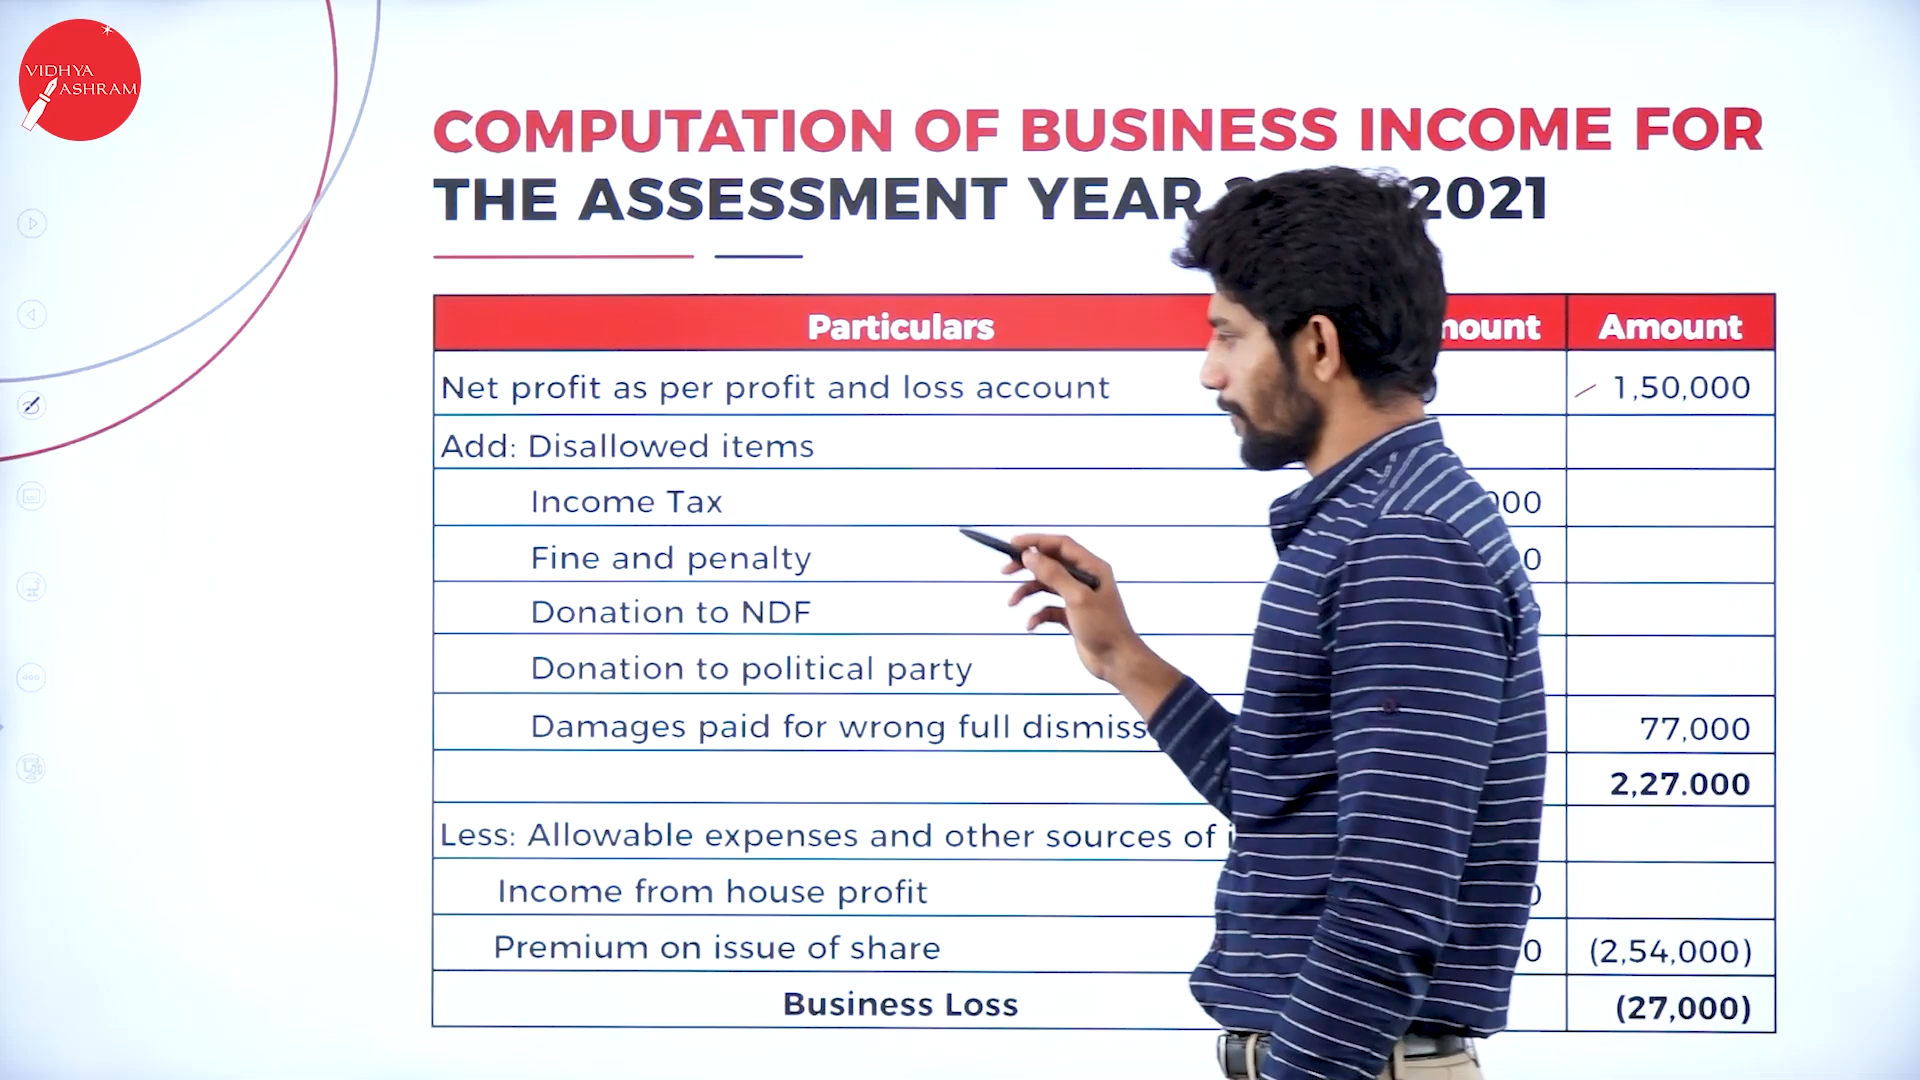 VIDHYA
ASHRAM
COMPUTATION OF BUSINESS INCOME FOR
THE ASSESSMENT YEAR 2021
Particulars Amount
Net profit as per profit and loss account 1,50,000
Add: Disallowed items
Income Tax
Fine and penalty
Donation to NDF
Donation to political party
Damages paid for wrong full 77,000
2,27.000
Less: Allowable expenses and other sources of
Income from house profit
Premium on issue of share (2,54,000)
Business Loss (27,000)